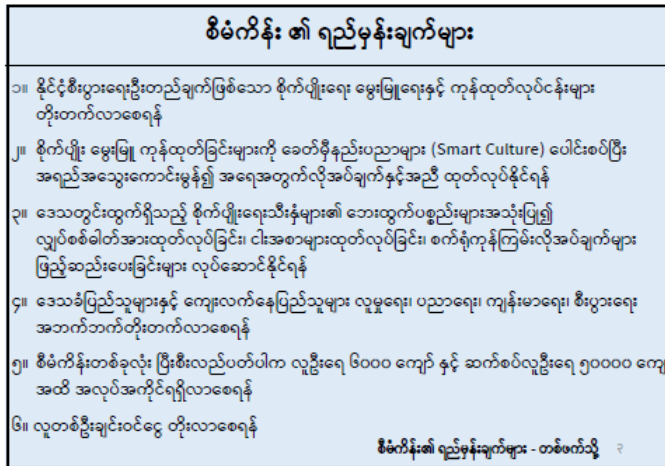 စီမံကိန်း ၏ ရည်မှန်းချက်များ
၁။ နိုင်ငံ့စီးပွားရေးဦးတည်ချက်ဖြစ်သော စိုက်ပျိုးရေး မွေးမြူရေးနှင့် ကုန်ထုတ်လုပ်ငန်းများ
တိုးတက်လာစေရန်
၂။ စိုက်ပျိုး မွေးမြူ ကုန်ထုတ်ခြင်းများကို ခေတ်မှီနည်းပညာများ (Smart Culture) ပေါင်းစပ်ပြီး
အရည်အသွေးကောင်းမွန်၍ အရေအတွက်လိုအပ်ချက်နှင့်အညီ ထုတ်လုပ်နိုင်ရန်
၃။ ဒေသတွင်းထွက်ရှိသည့် စိုက်ပျိုးရေးသီးနှံများ၏ ဘေးထွက်ပစ္စည်းများအသုံးပြု၍
လျှပ်စစ်ဓါတ်အားထုတ်လုပ်ခြင်း၊ ငါးအစာများထုတ်လုပ်ခြင်း၊ စက်ရုံကုန်ကြမ်းလိုအပ်ချက်များ
ဖြည့်ဆည်းပေးခြင်းများ လုပ်ဆောင်နိုင်ရန်
၄။ ဒေသခံပြည်သူများနှင့် ကျေးလက်နေပြည်သူများ လူမှုရေး၊ ပညာရေး၊ ကျန်းမာရေး၊ စီးပွားရေး
အဘက်ဘက်တိုးတက်လာစေရန်
၅။ စီမံကိန်းတစ်ခုလုံး ပြီးစီးလည်ပတ်ပါက လူဦးရေ ၆၀၀၀ ကျော် နှင့် ဆက်စပ်လူဦးရေ ၅၀၀၀၀ ကျေ
အထိ အလုပ်အကိုင်ရရှိလာစေရန်
၆။ လူတစ်ဦးချင်းဝင်ငွေ တိုးလာစေရန်
စီမံကိန်း၏ ရည်မှန်းချက်များ - တစ်ဖက်သို့ ၃